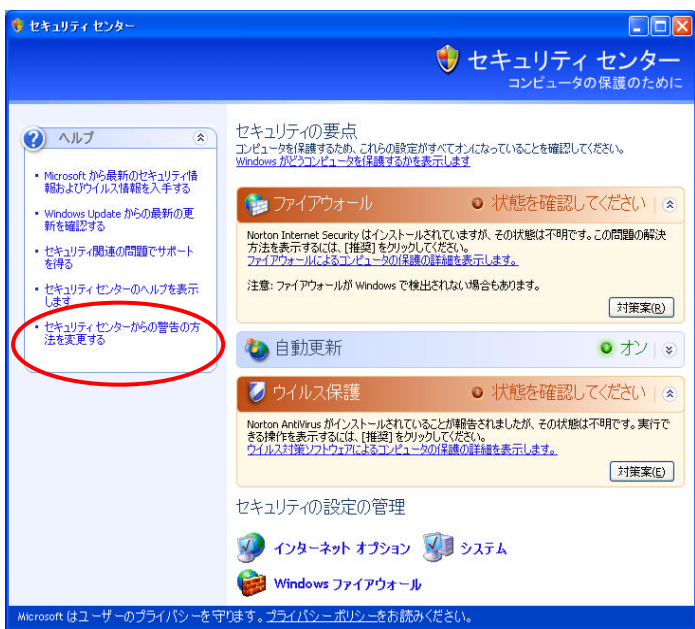 セキュリティ センター
セキュリティ センター
コンピュータの保護のために
ヘルプ
Microsoft から最新のセキュリティ情
報およびウイルス情報を入手する
Windows Update からの最新の更
新を確認する
セキュリティ関連の問題でサポート
を得る
セキュリティ センターのヘルプを表示
します
セキュリティ センターからの警告の方
法を変更する
セキュリティの要点
コンピュータを保護するため、これらの設定がすべてオンになっていることを確認してください。
Windows がどうコンピュータを保護するかを表示します
ファイアウォール 状態を確認してください
Norton Internet Security はインストールされていますが、その状態は不明です。この問題の解決
方法を表示するには、[推奨] をクリックしてください。
ファイアウォールによるコンピュータの保護の詳細を表示します。
注意: ファイアウォールが Windows で検出されない場合もあります。
対策案(R)
自動更新 オン
ウイルス保護 状態を確認してください
Norton AntiVirus がインストールされていることが報告されましたが、その状態は不明です。実行で
きる操作を表示するには、[推奨] をクリックしてください。
ウイルス対策ソフトウェアによるコンピュータの保護の詳細を表示します。
対策案(E)
セキュリティの設定の管理
インターネット オプション システム
Windows ファイアウォール
Microsoft はユーザーのプライバシーを守ります。プライバシー ポリシーをお読みください。